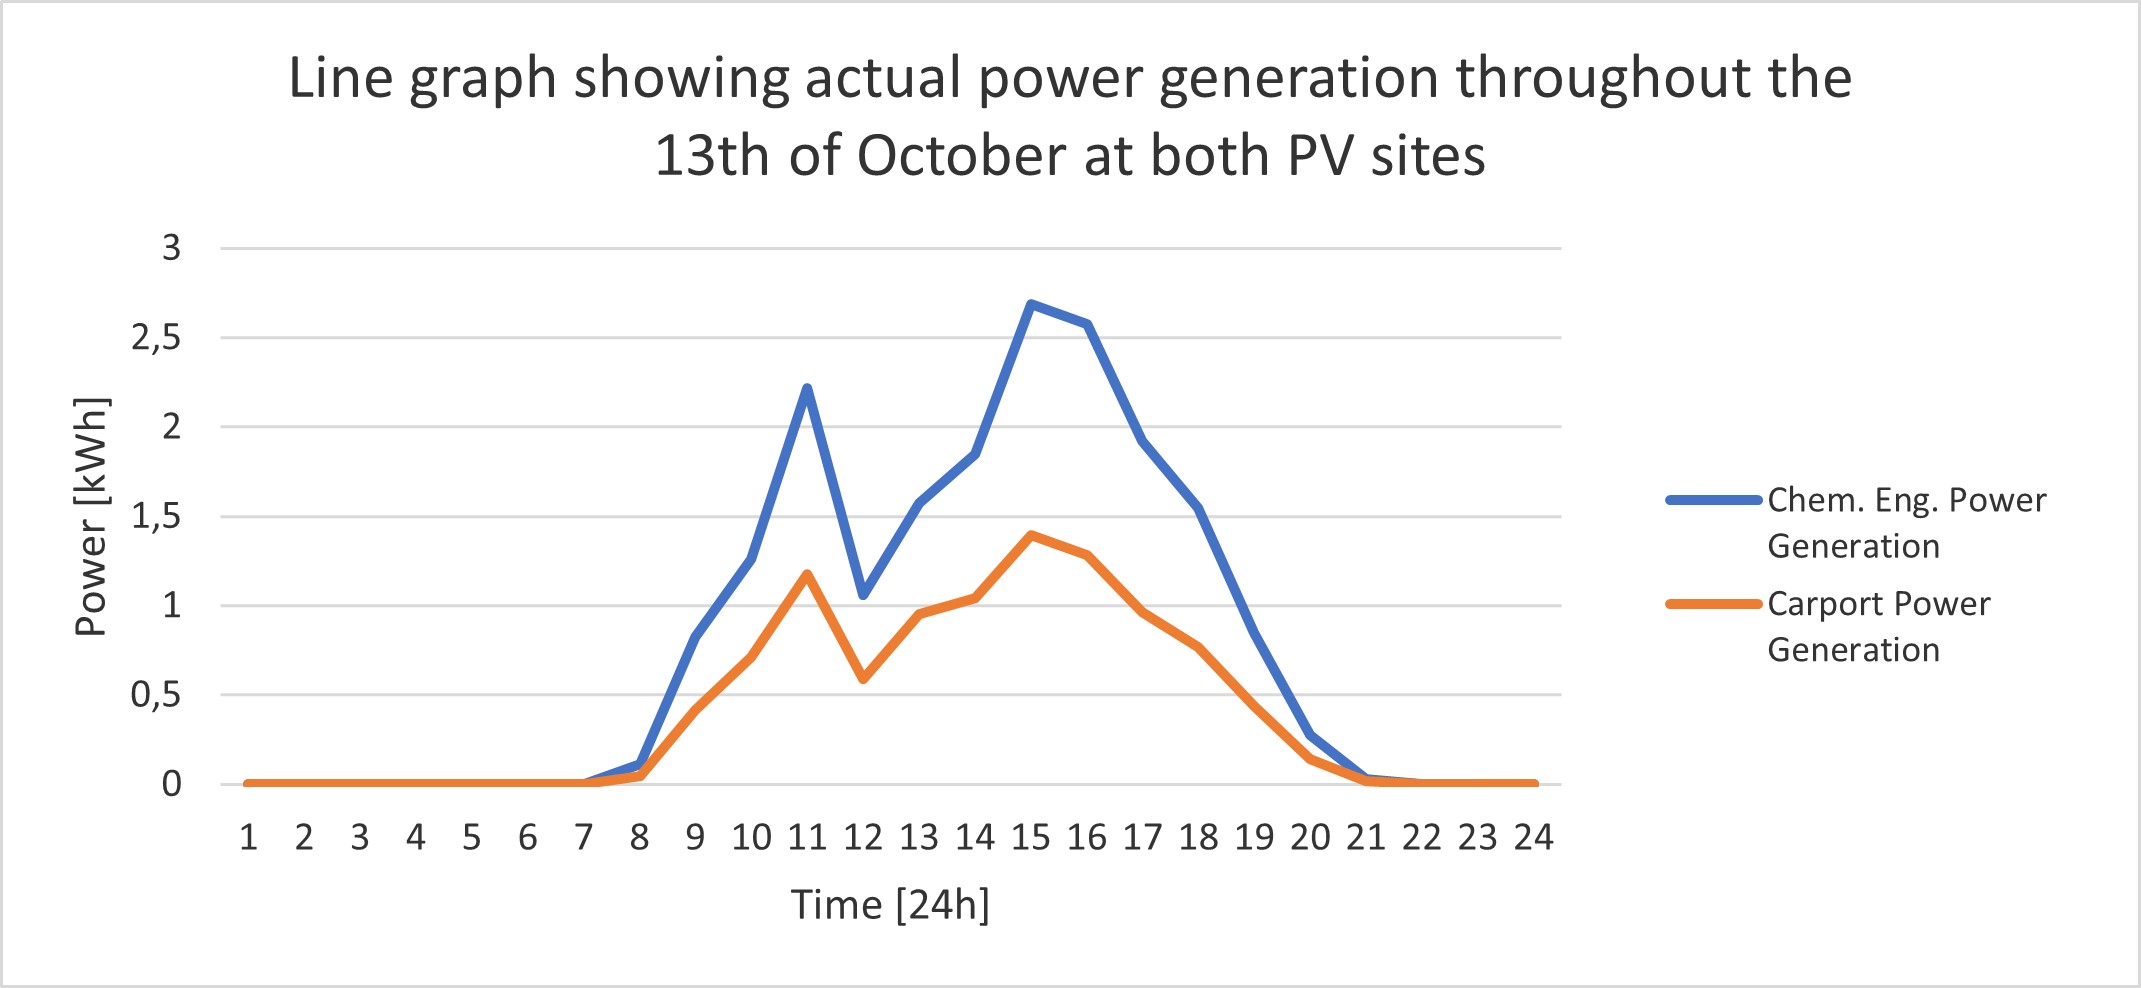 Line graph showing actual power generation throughout the
13th of October at both PV sites
3
2,5
2
1,5
1
0,5
0
Power [kWh]
1 2 3 4 5 6 7 8 9 10 11 12 13 14 15 16 17 18 19 20 21 22 23 24
Time [24h]
Chem. Eng. Power
Generation
Carport Power
Generation